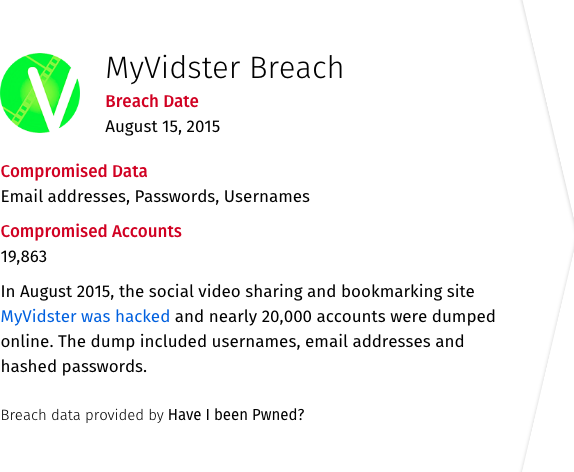 MyVidster Breach
Breach Date
August 15, 2015
Compromised Data
Email addresses, Passwords, Usernames
Compromised Accounts
19,863
In August 2015, the social video sharing and bookmarking site
MyVidster was hacked and nearly 20,000 accounts were dumped
online. The dump included usernames, email addresses and
hashed passwords.
Breach data provided by Have I been Pwned?